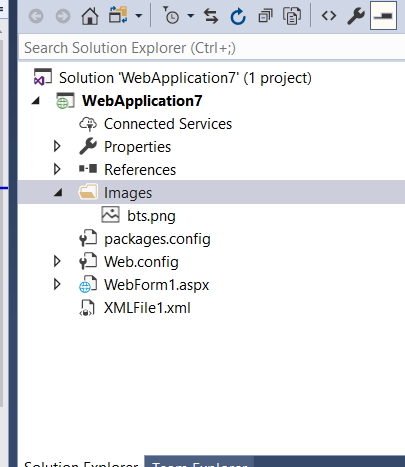 Search Solution Explorer (Ctrl+;)
Solution 'WebApplication7' (1 project)
WebApplication7
Connected Services
Properties
References
Images
bts.png
packages.config
Web.config
WebForm1.aspx
XMLFile1.xml
Solution Explorer Team Explorer